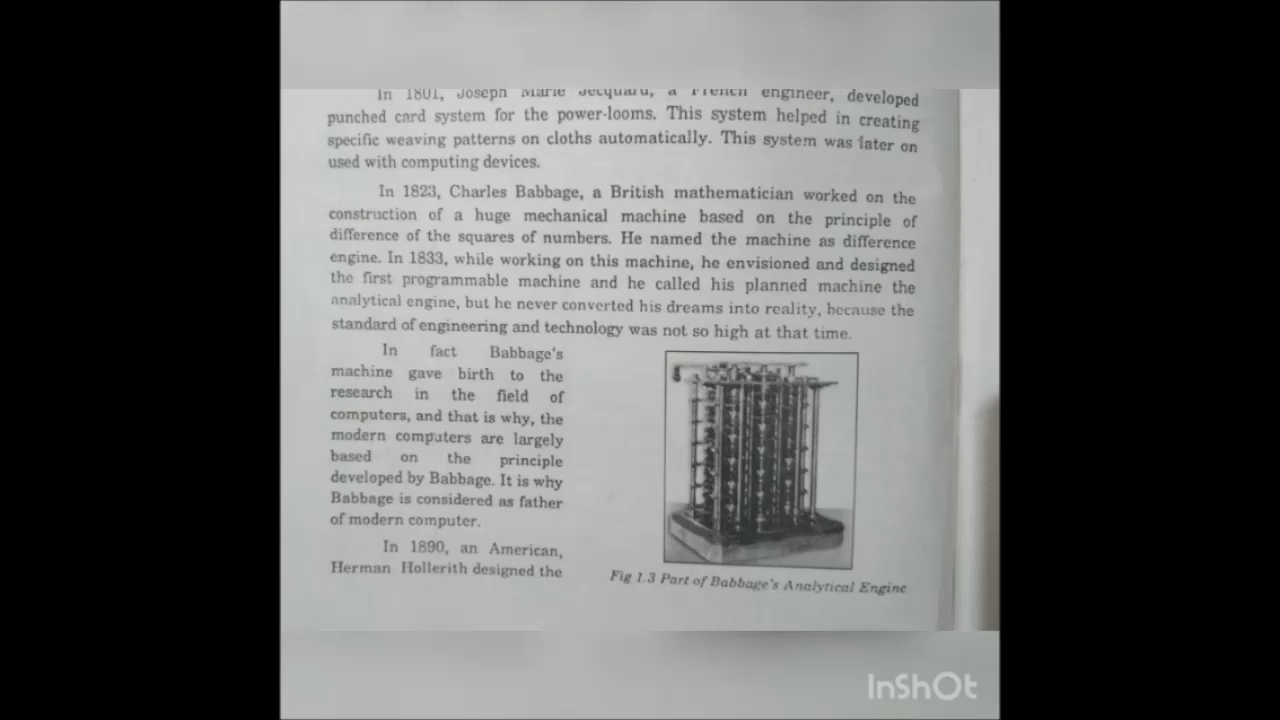 In 1801, Joseph Marie Jecquard, a French engineer, developed
punched card system for the power-looms. This system helped in creating
specific weaving patterns on cloths automatically. This system was later on
used with computing devices.
In 1823, Charles Babbage, a British mathematician worked on the
construction of a huge mechanical machine based on the principle of
difference of the squares of numbers. He named the machine as difference
engine. In 1833, while working on this machine, he envisioned and designed
the first programmable machine and he called his planned machine the
analytical engine, but he never converted his dreams into reality, because the
standard of engineering and technology was not so high at that time.
In fact Babbage's
machine gave birth to the
research in the field of
computers, and that is why, the
modern computers are largely
based on the principle
developed by Babbage. It is why
Babbage is considered as father
of modern computer.
In 1890, an American,
Herman Hollerith designed the
Fig 1.3 Part of Babbage's Analytical Engine
InShOt